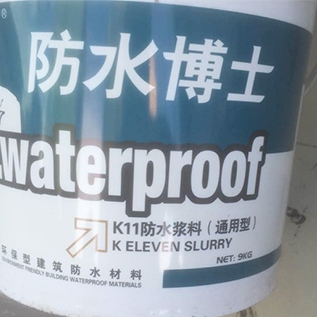 ®
防水博士
waterproof
K11防水浆料（通用型）
K ELEVEN SLURRY
NET: 9KG
环保型建筑防水材料
ENVIRONMENT FRIENDLY BUILDING WATERPROOF MATERIALS